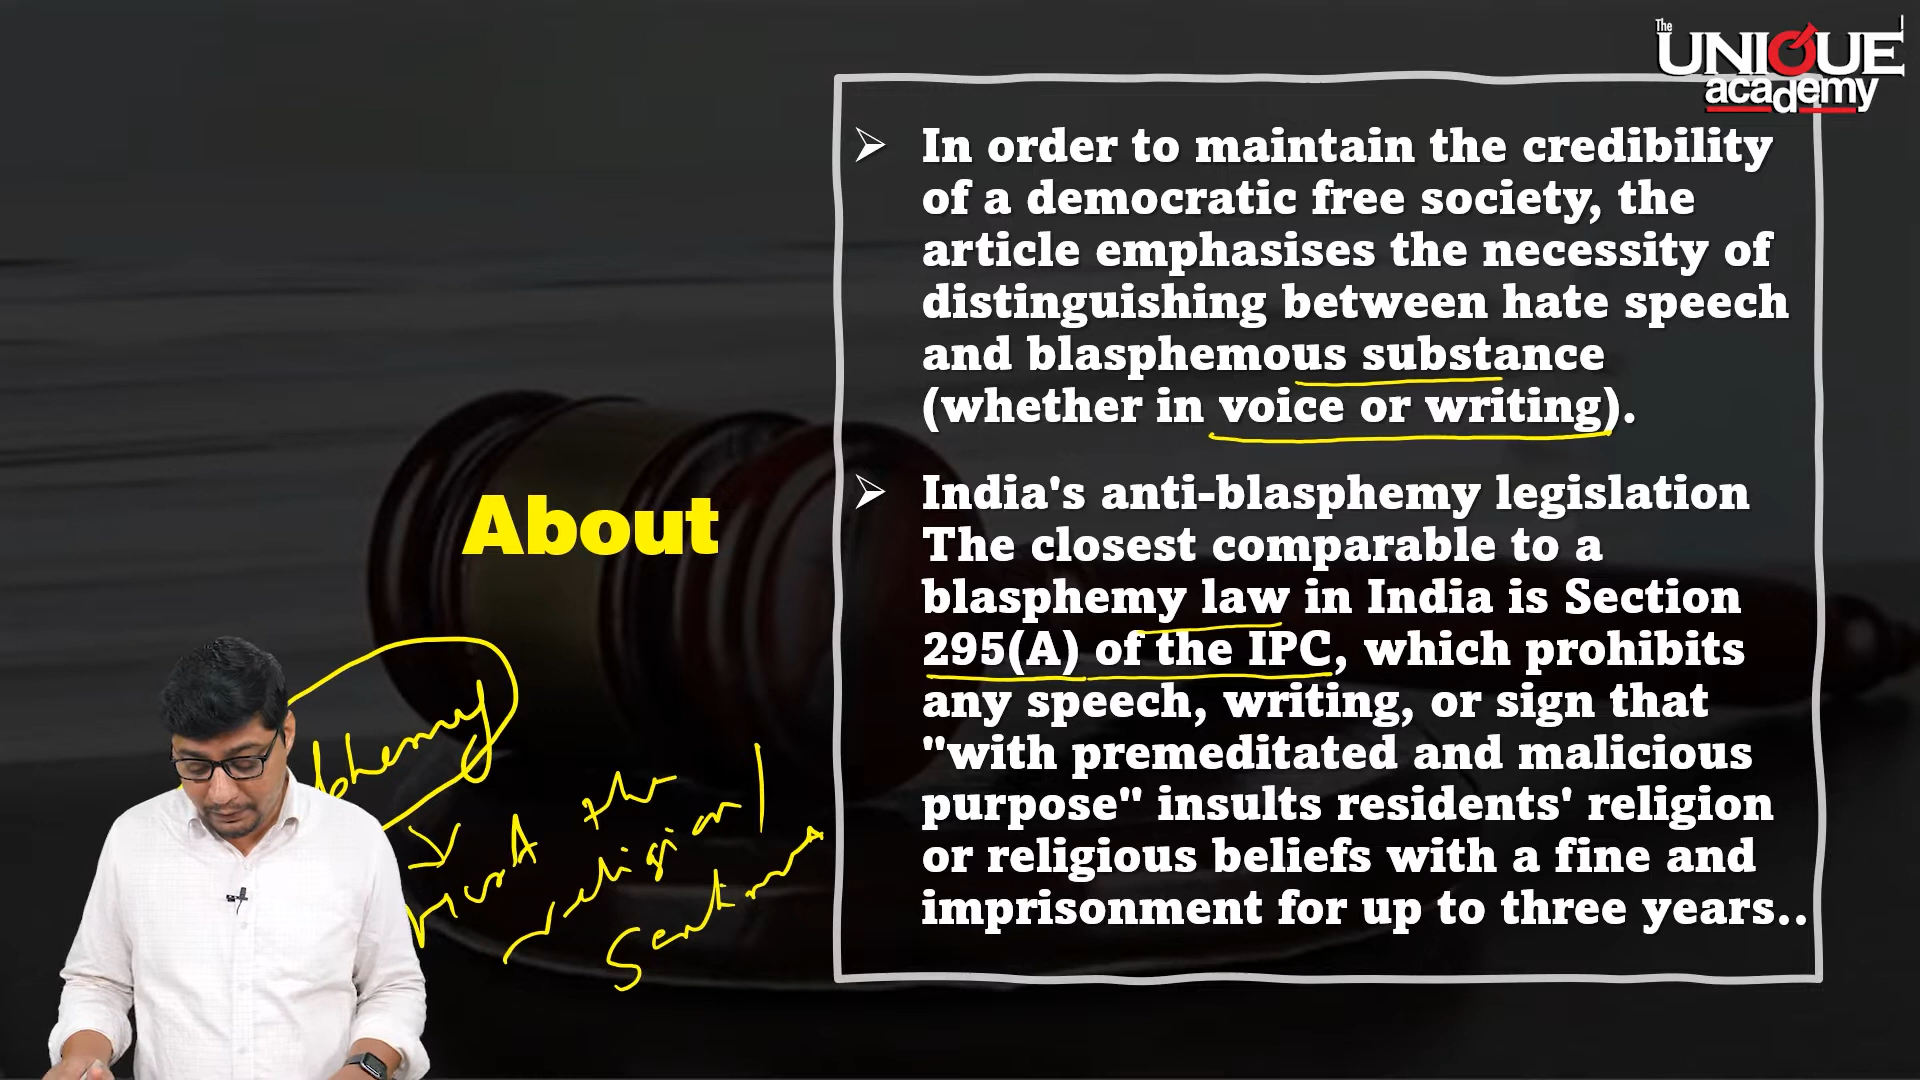 The
UNIQUE
academy
➢ In order to maintain the credibility
of a democratic free society, the
article emphasises the necessity of
distinguishing between hate speech
and blasphemous substance
(whether in voice or writing).
➢ India's anti-blasphemy legislation
The closest comparable to a
blasphemy law in India is Section
295(A) of the IPC, which prohibits
any speech, writing, or sign that
"with premeditated and malicious
purpose" insults residents' religion
or religious beliefs with a fine and
imprisonment for up to three years..
About
phemy
Hurt the
religional